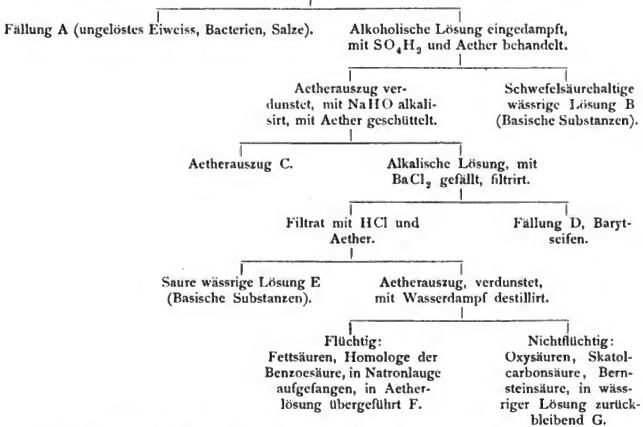 Fällung A (ungelöstes Eiweiss, Bacterien, Salze).
Alkoholische Lösung eingedampft,
mit SO₄H₂ und Aether behandelt.
Aetherauszug ver-
dunstet, mit NaHO alkali-
sirt, mit Aether geschüttelt.
Schwefelsäurehaltige
wässrige Lösung B
(Basische Substanzen).
Aetherauszug C.
Alkalische Lösung, mit
BaCl₂ gefällt, filtrirt.
Filtrat mit HCl und
Aether.
Fällung D, Baryt-
seifen.
Saure wässrige Lösung E
(Basische Substanzen).
Aetherauszug, verdunstet,
mit Wasserdampf destillirt.
Flüchtig:
Fettsäuren, Homologe der
Benzoesäure, in Natronlauge
aufgefangen, in Aether-
lösung übergeführt F.
Nichtflüchtig:
Oxysäuren, Skatol-
carbonsäure, Bern-
steinsäure, in wäss-
riger Lösung zurück-
bleibend G.